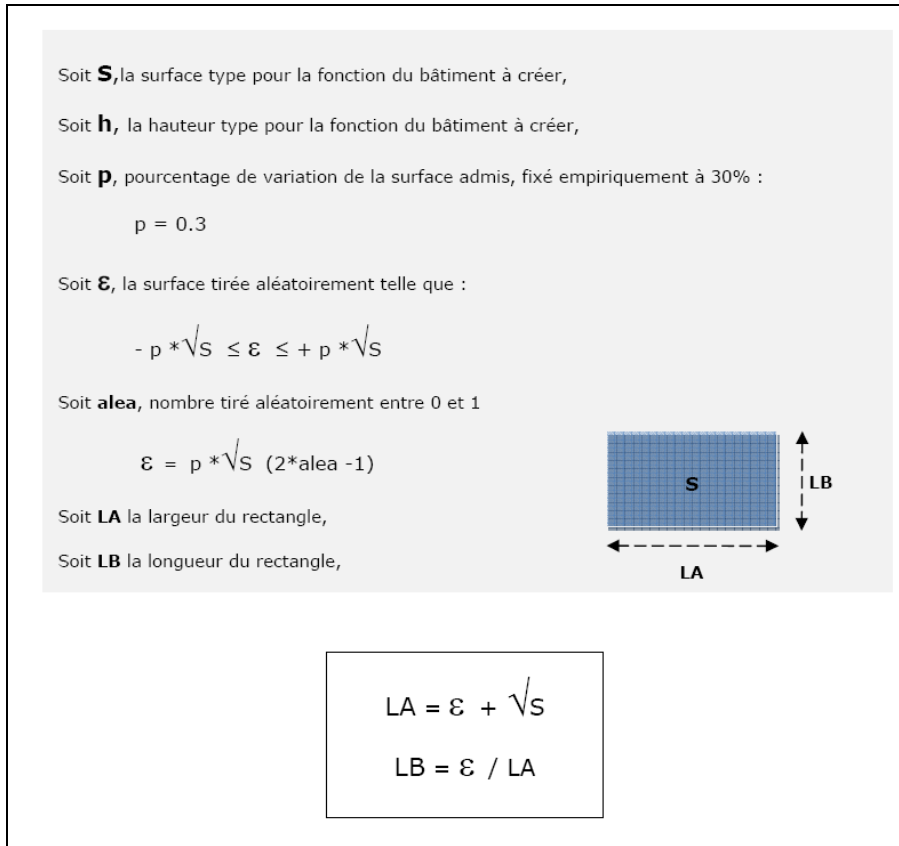 Soit S,la surface type pour la fonction du bâtiment à créer,
Soit h, la hauteur type pour la fonction du bâtiment à créer,
Soit p, pourcentage de variation de la surface admis, fixé empiriquement à 30% :
p = 0.3
Soit ε, la surface tirée aléatoirement telle que :
- p *√S ≤ ε ≤ + p *√S
Soit alea, nombre tiré aléatoirement entre 0 et 1
ε = p *√S (2*alea -1)
S
LB
Soit LA la largeur du rectangle,
Soit LB la longueur du rectangle,
LA
LA = ε + √S
LB = ε / LA